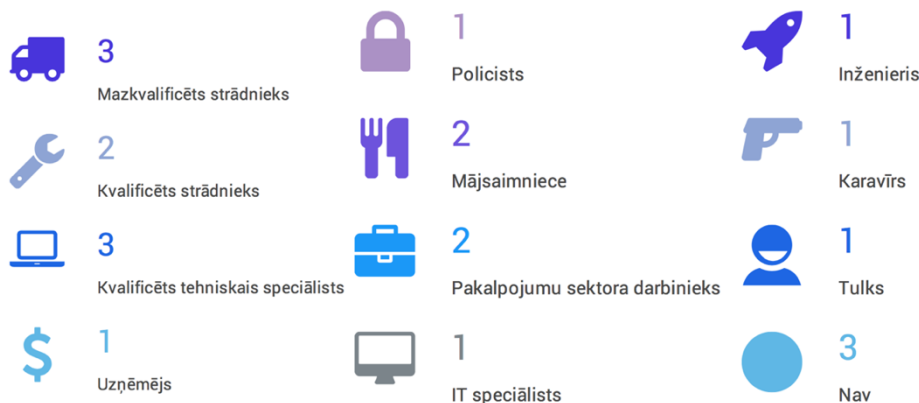 3
Mazkvalificēts strādnieks
2
Kvalificēts strādnieks
3
Kvalificēts tehniskais speciālists
1
Uzņēmējs
1
Policists
2
Mājsaimniece
2
Pakalpojumu sektora darbinieks
1
IT speciālists
1
Inženieris
1
Karavīrs
1
Tulks
3
Nav